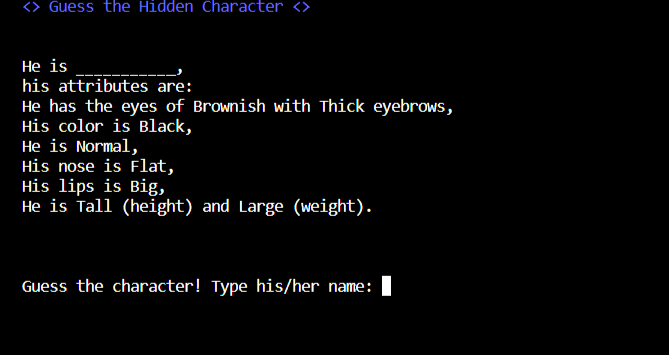 <> Guess the Hidden Character <>
He is ___________,
his attributes are:
He has the eyes of Brownish with Thick eyebrows,
His color is Black,
He is Normal,
His nose is Flat,
His lips is Big,
He is Tall (height) and Large (weight).
Guess the character! Type his/her name: